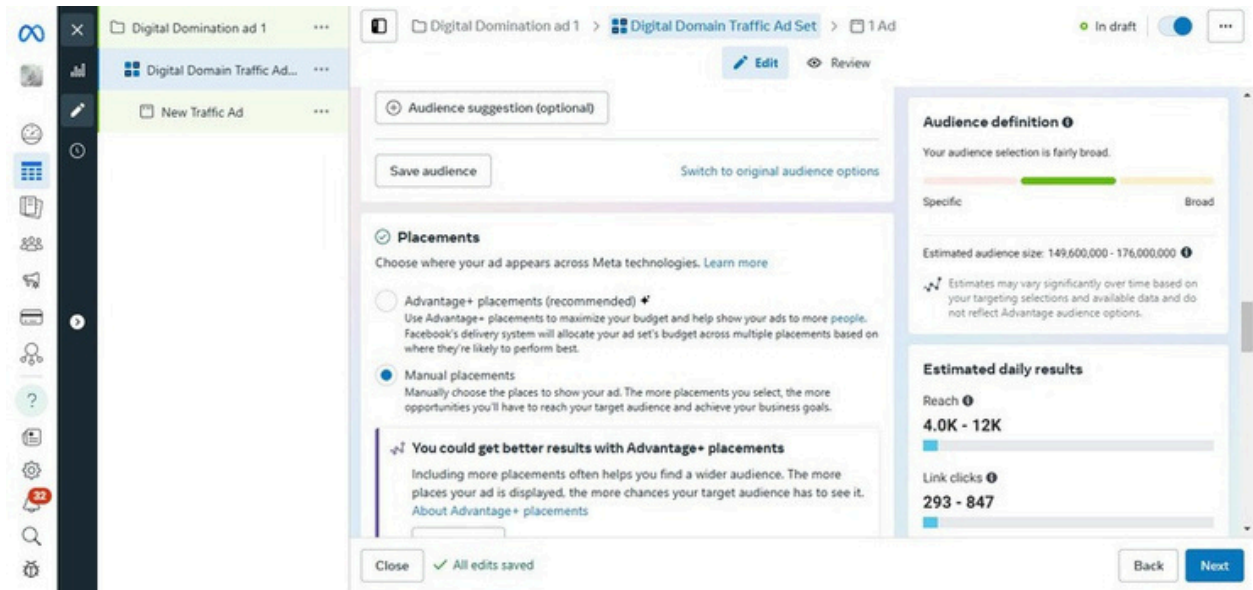 Digital Domination ad 1
Digital Domain Traffic Ad...
New Traffic Ad
32
Digital Domination ad 1 > Digital Domain Traffic Ad Set > 1 Ad
In draft
Edit
Review
Audience suggestion (optional)
Save audience
Switch to original audience options
Placements
Choose where your ad appears across Meta technologies. Learn more
Advantage+ placements (recommended)
Use Advantage+ placements to maximize your budget and help show your ads to more people.
Facebook's delivery system will allocate your ad set's budget across multiple placements based on
where they're likely to perform best.
Manual placements
Manually choose the places to show your ad. The more placements you select, the more
opportunities you'll have to reach your target audience and achieve your business goals.
You could get better results with Advantage+ placements
Including more placements often helps you find a wider audience. The more
places your ad is displayed, the more chances your target audience has to see it.
About Advantage+ placements
Audience definition
Your audience selection is fairly broad.
Specific
Broad
Estimated audience size: 149,600,000 - 176,000,000
Estimates may vary significantly over time based on
your targeting selections and available data and do
not reflect Advantage audience options.
Estimated daily results
Reach
4.0K - 12K
Link clicks
293 - 847
Close
All edits saved
Back
Next